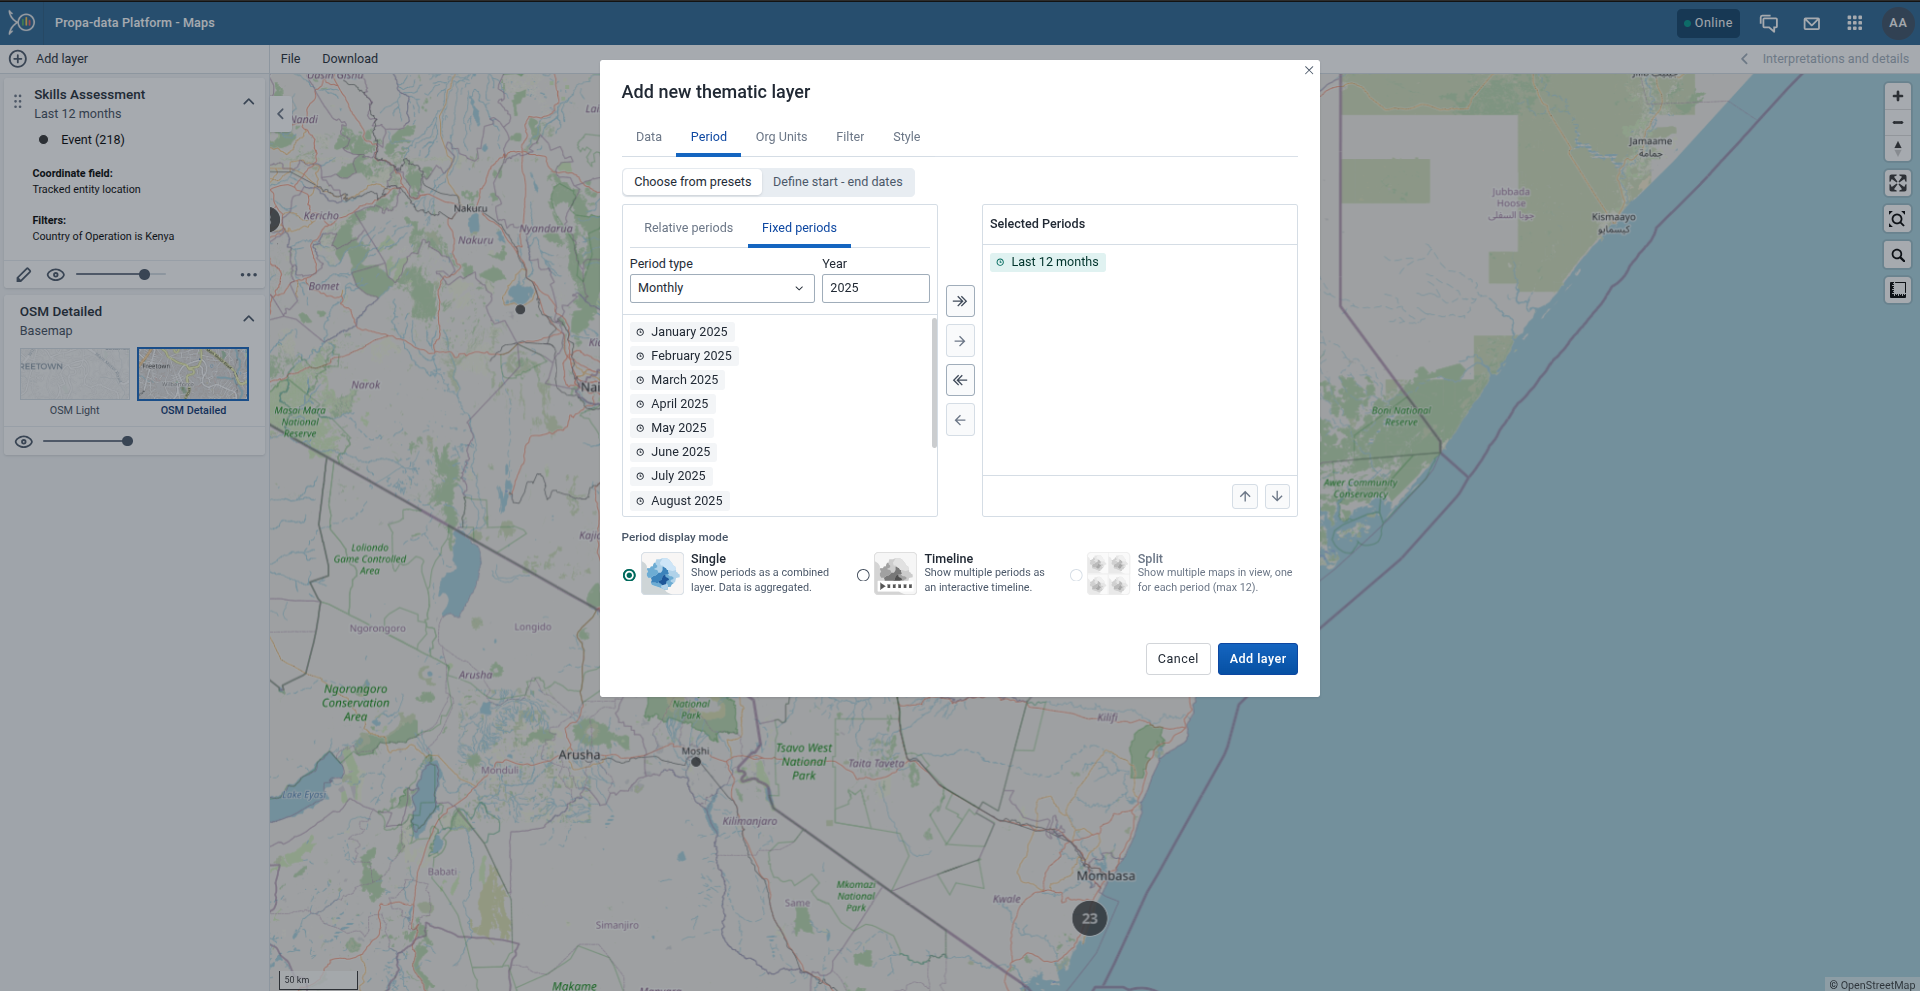 Propa-data Platform - Maps
Online
AA
Add layer
File
Download
Interpretations and details
Skills Assessment
Last 12 months
Event (218)
Coordinate field:
Tracked entity location
Filters:
Country of Operation is Kenya
OSM Detailed
Basemap
REETOWN
Freetown
OSM Light
OSM Detailed
Add new thematic layer
Data
Period
Org Units
Filter
Style
Choose from presets
Define start - end dates
Relative periods
Fixed periods
Period type
Year
Monthly
2025
January 2025
February 2025
March 2025
April 2025
May 2025
June 2025
July 2025
August 2025
Selected Periods
Last 12 months
Period display mode
Single
Show periods as a combined
layer. Data is aggregated.
Timeline
Show multiple periods as
an interactive timeline.
Split
Show multiple maps in view, one
for each period (max 12).
Cancel
Add layer
Nandi
Kericho
Nakuru
Nakuru
Nyandarua
Bomet
Narok
Masai Mara
National
Reserve
Loliondo
Game Controlled
Area
Ngorongoro
Longido
Arusha
Ngorongoro
Conservation
Area
National
Park
Arusha
Moshi
Monduli
Lake Eyasi
Tsavo West
National
Park
Taita Taveta
Kilifi
Kilimanjaro
Babati
Simanjiro
Same
Mkomazi
National
Park
Kwale
Mombasa
23
Makame
Jamaame
جمامة
Jubbada
Hoose
جوبا السفلى
Kismaayo
كيسمايو
Boni National
Reserve
Awer Community
Conservancy
50 km
© OpenStreetMap